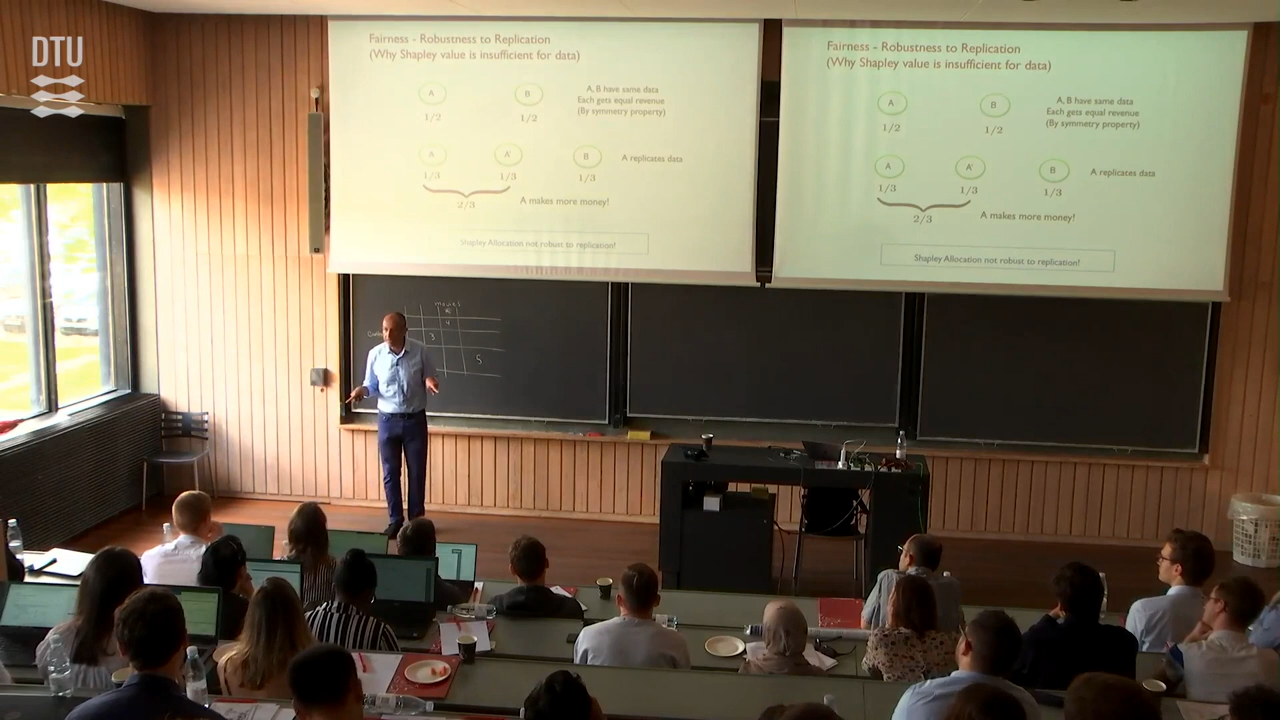 DTU
Fairness - Robustness to Replication
(Why Shapley value is insufficient for data)
A
B
A, B have same data
Each gets equal revenue
(By symmetry property)
1/2
1/2
A
A'
B
A replicates data
1/3
1/3
1/3
2/3
A makes more money!
Shapley Allocation not robust to replication!
Fairness - Robustness to Replication
(Why Shapley value is insufficient for data)
A
B
A, B have same data
Each gets equal revenue
(By symmetry property)
1/2
1/2
A
A'
B
A replicates data
1/3
1/3
1/3
2/3
A makes more money!
Shapley Allocation not robust to replication!
movies
4
3
5